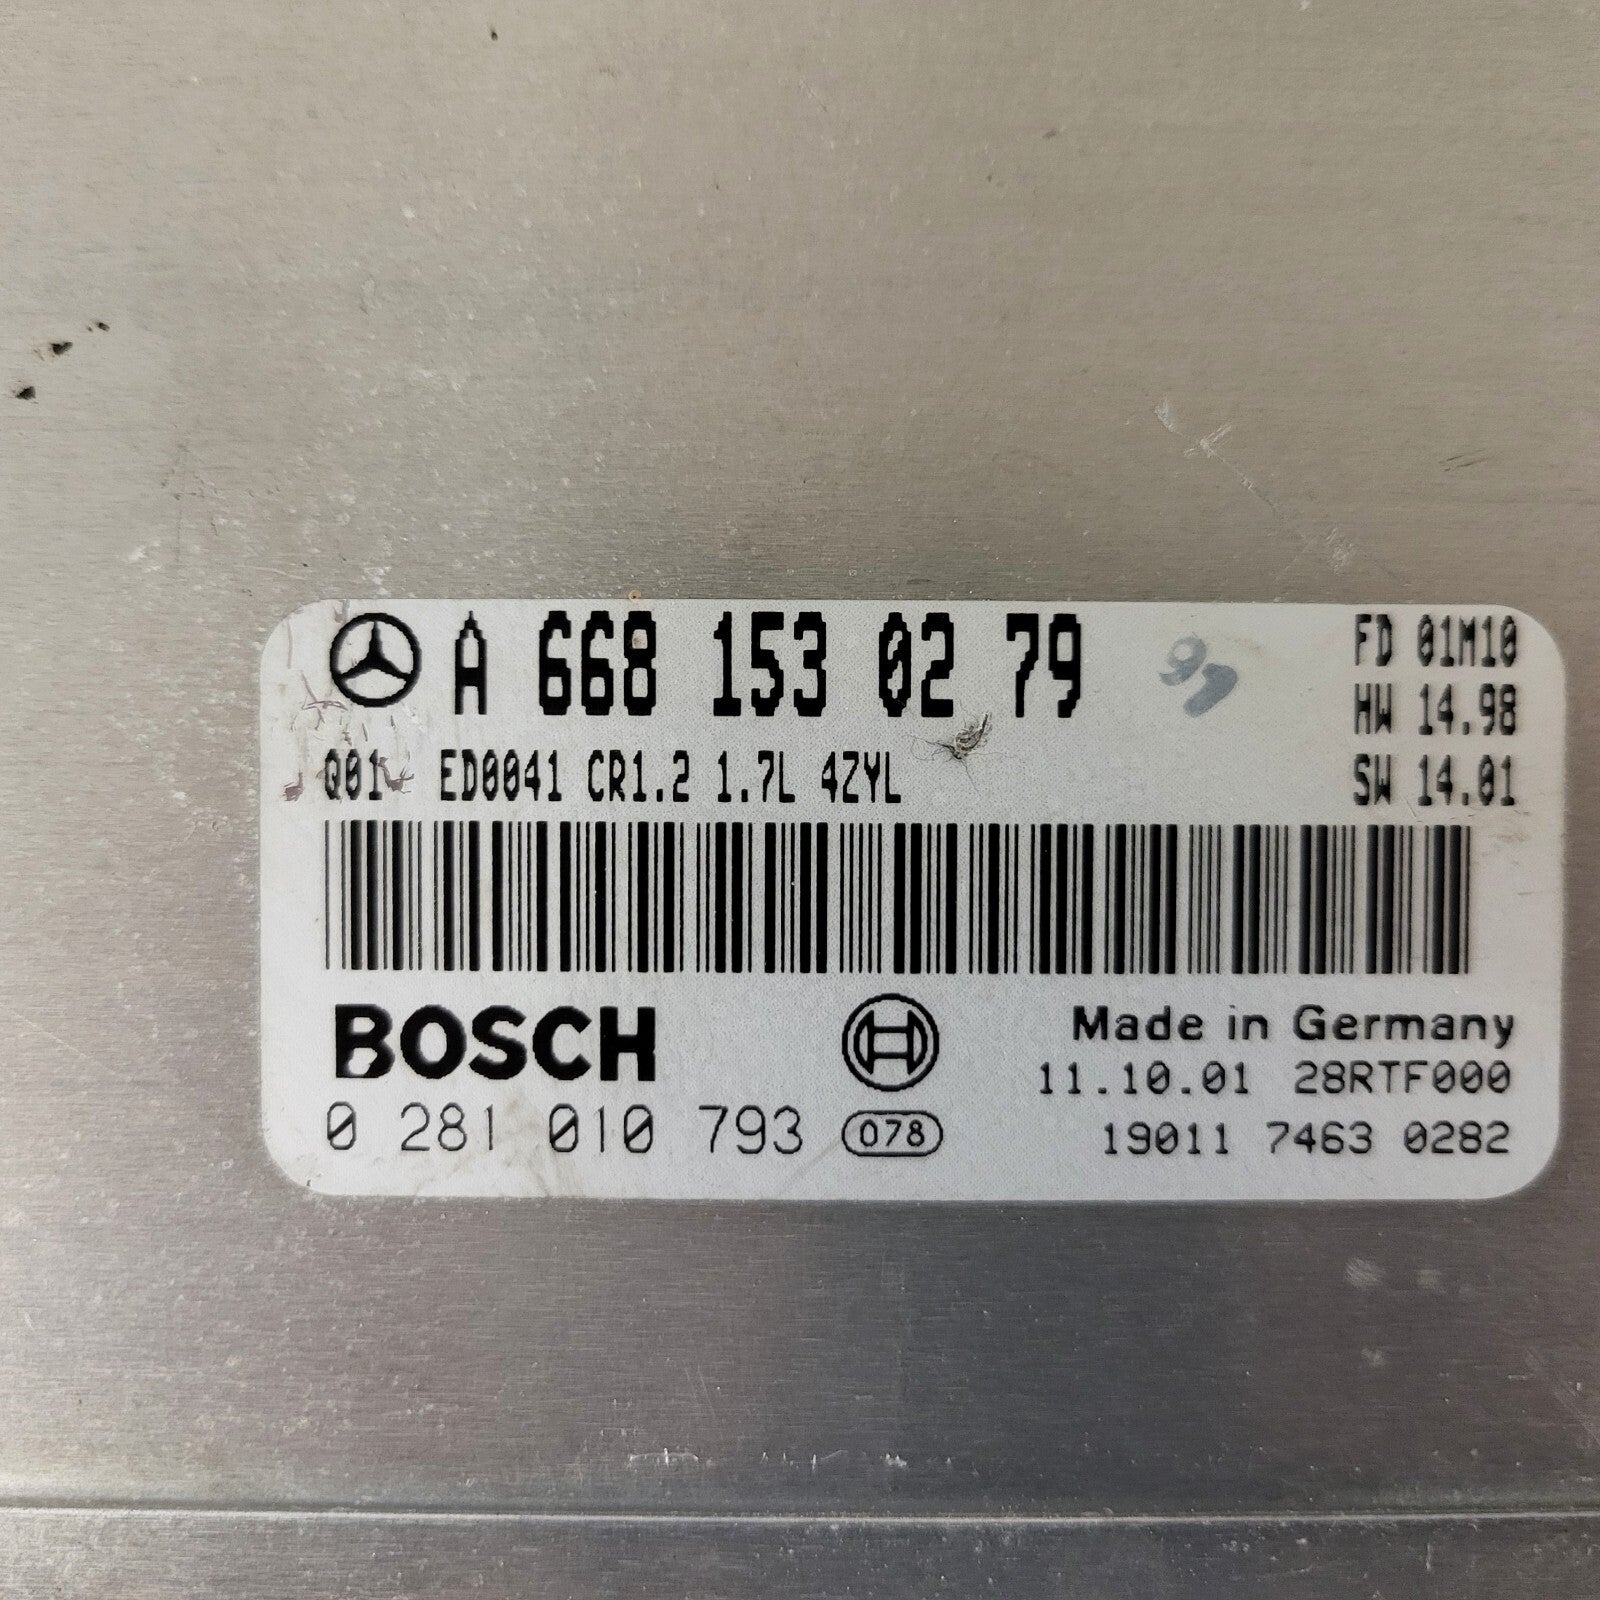 A 668 153 02 79
FD 01M10
HW 14.98
Q01 ED0041 CR1.2 1.7L 4ZYL
SW 14.01
BOSCH
Made in Germany
11.10.01 28RTF000
0 281 010 793 078
19011 7463 0282